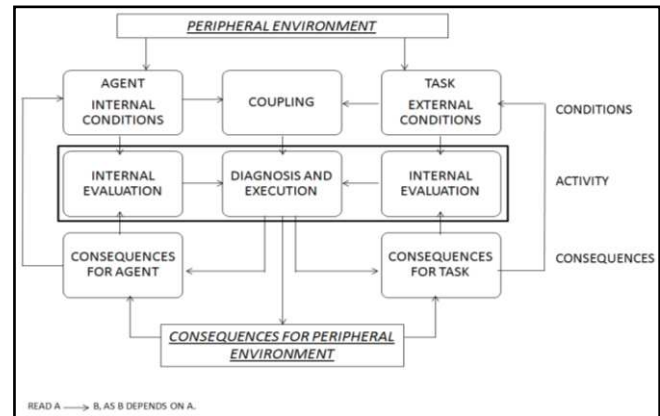 PERIPHERAL ENVIRONMENT
AGENT
INTERNAL
CONDITIONS
COUPLING
TASK
EXTERNAL
CONDITIONS
CONDITIONS
INTERNAL
EVALUATION
DIAGNOSIS AND
EXECUTION
INTERNAL
EVALUATION
ACTIVITY
CONSEQUENCES
FOR AGENT
CONSEQUENCES
FOR TASK
CONSEQUENCES
CONSEQUENCES FOR PERIPHERAL
ENVIRONMENT
READ A ⟶ B, AS B DEPENDS ON A.